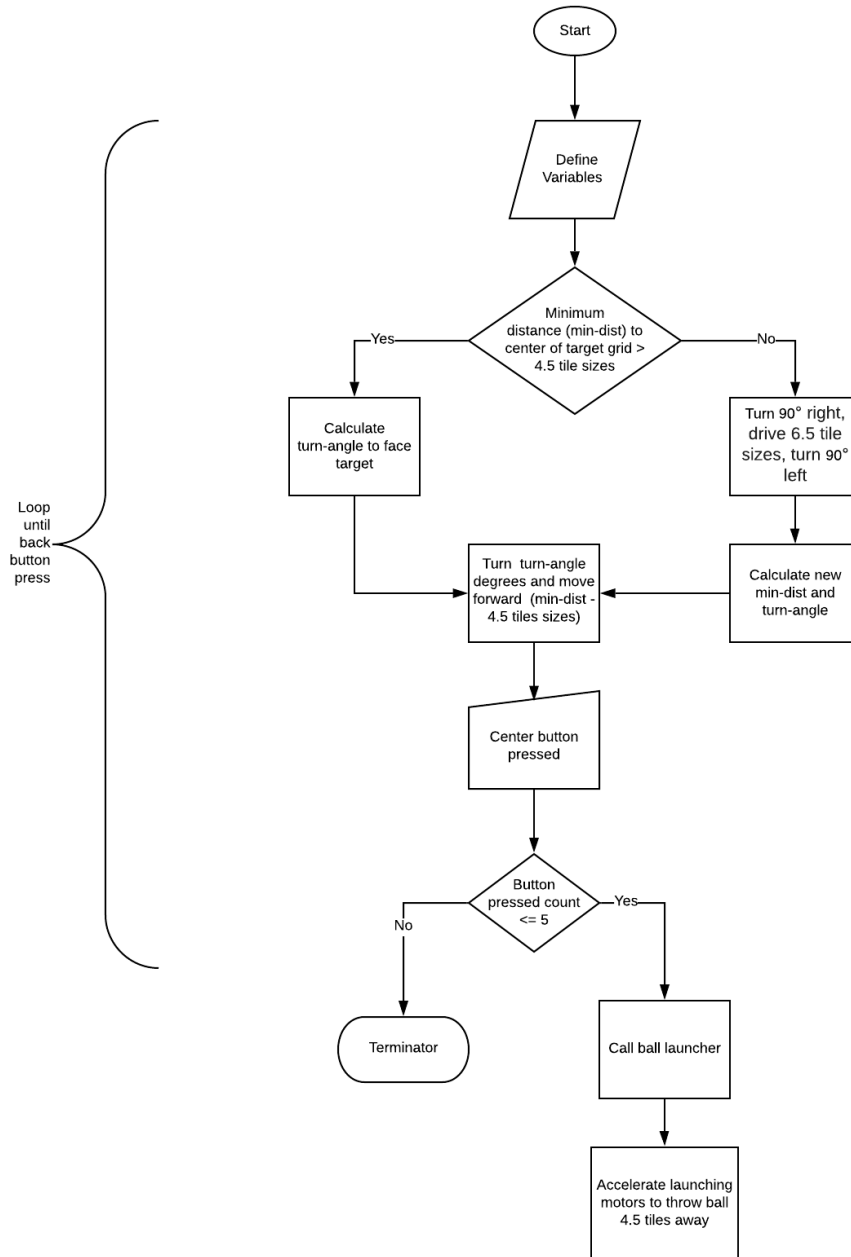 Start
Define
Variables
Minimum
distance (min-dist) to
center of target grid >
4.5 tile sizes
Yes
No
Calculate
turn-angle to face
target
Turn 90° right,
drive 6.5 tile
sizes, turn 90°
left
Loop
until
back
button
press
Turn turn-angle
degrees and move
forward (min-dist -
4.5 tiles sizes)
Calculate new
min-dist and
turn-angle
Center button
pressed
Button
pressed count
<= 5
Yes
No
Terminator
Call ball launcher
Accelerate launching
motors to throw ball
4.5 tiles away